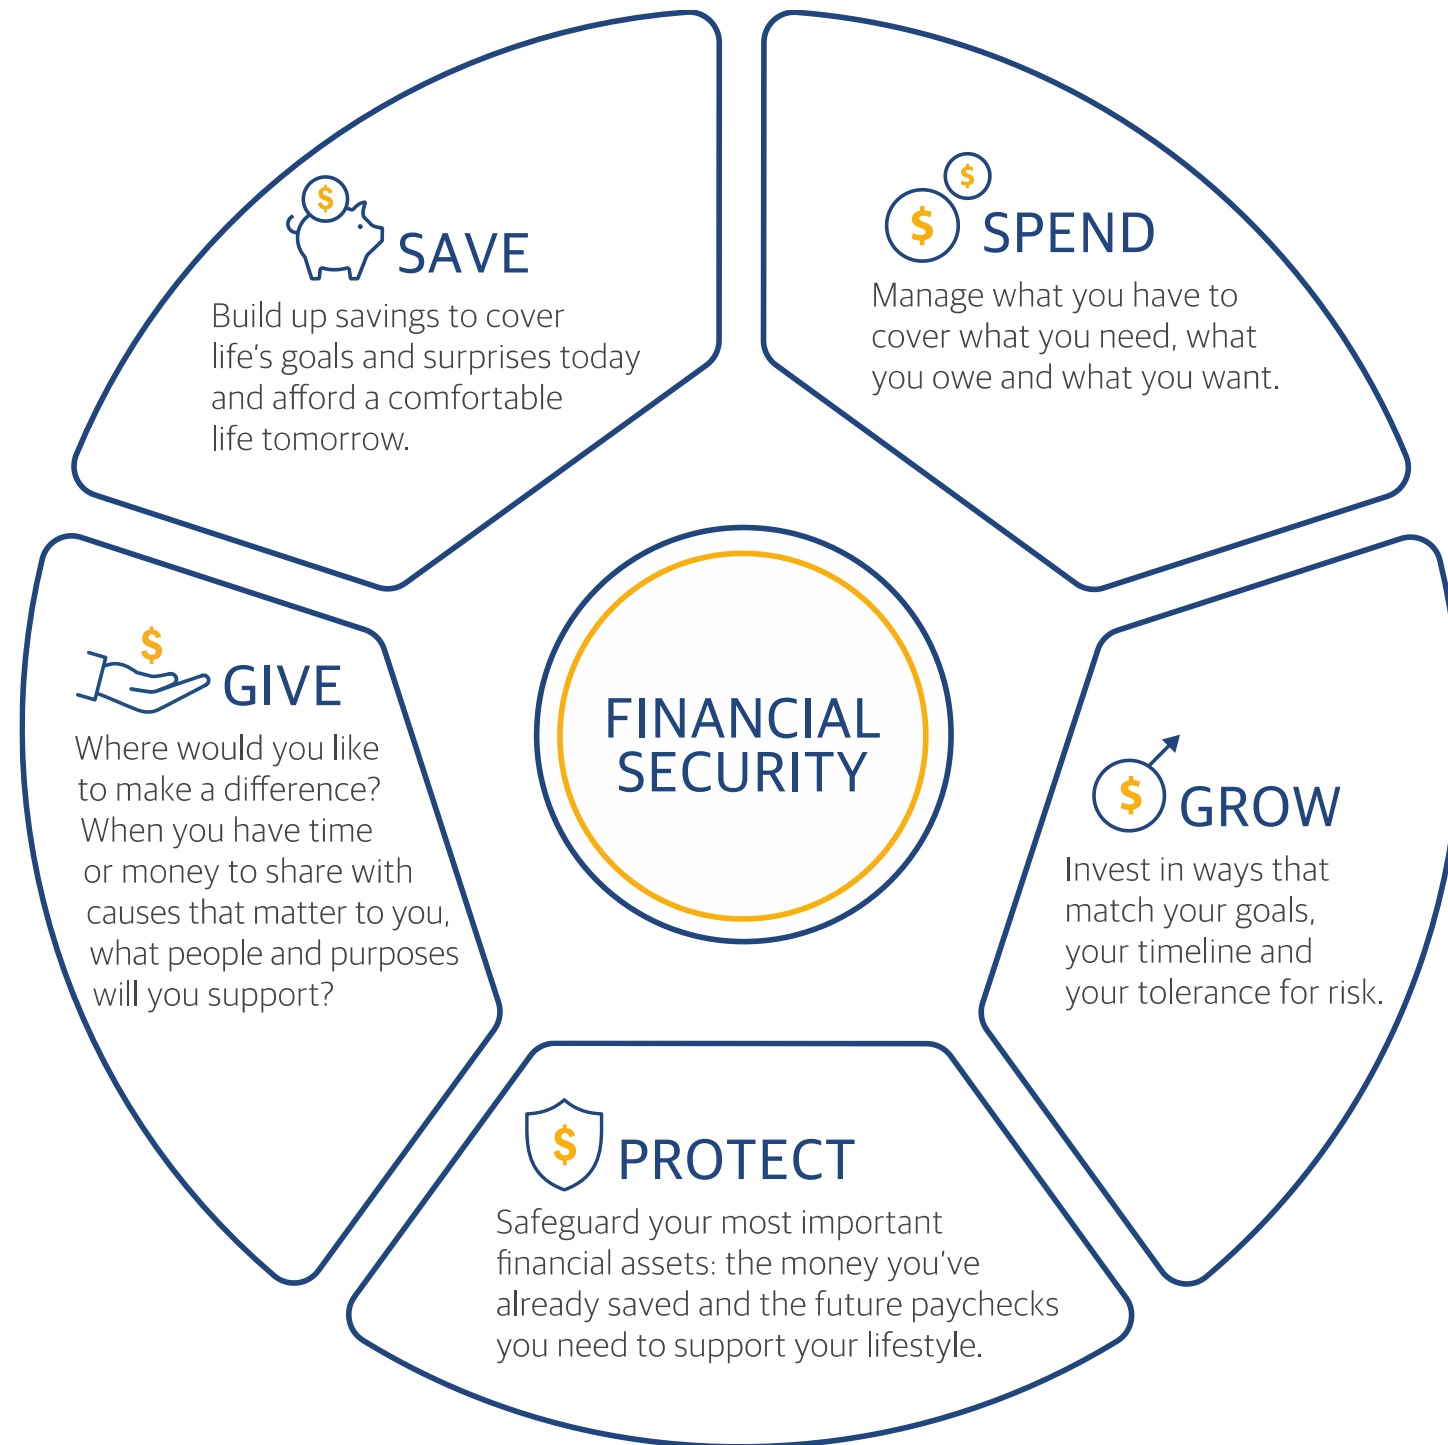 $
SAVE
Build up savings to cover
life's goals and surprises today
and afford a comfortable
life tomorrow.
$
$
SPEND
Manage what you have to
cover what you need, what
you owe and what you want.
$
GIVE
Where would you like
to make a difference?
When you have time
or money to share with
causes that matter to you,
what people and purposes
will you support?
FINANCIAL
SECURITY
$
GROW
Invest in ways that
match your goals,
your timeline and
your tolerance for risk.
$
PROTECT
Safeguard your most important
financial assets: the money you've
already saved and the future paychecks
you need to support your lifestyle.